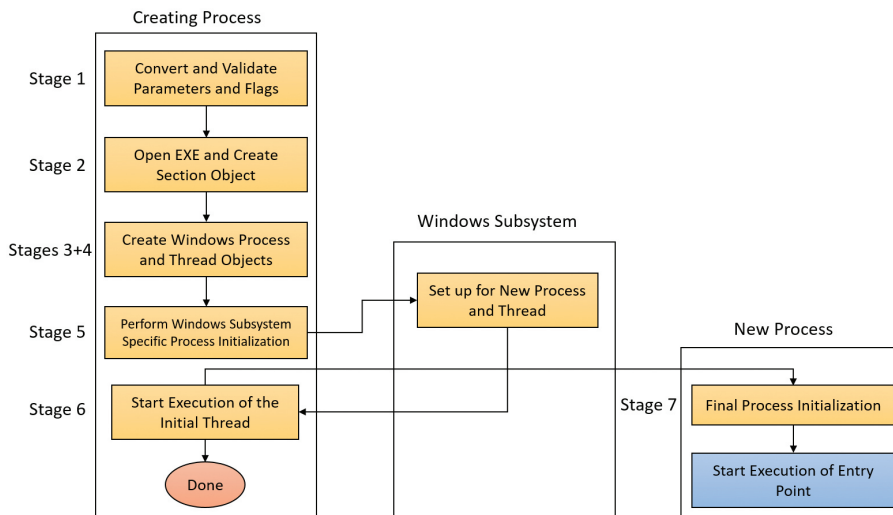 Creating Process
Stage 1
Convert and Validate
Parameters and Flags
Stage 2
Open EXE and Create
Section Object
Stages 3+4
Create Windows Process
and Thread Objects
Stage 5
Perform Windows Subsystem
Specific Process Initialization
Stage 6
Start Execution of the
Initial Thread
Done
Windows Subsystem
Set up for New Process
and Thread
New Process
Stage 7
Final Process Initialization
Start Execution of Entry
Point